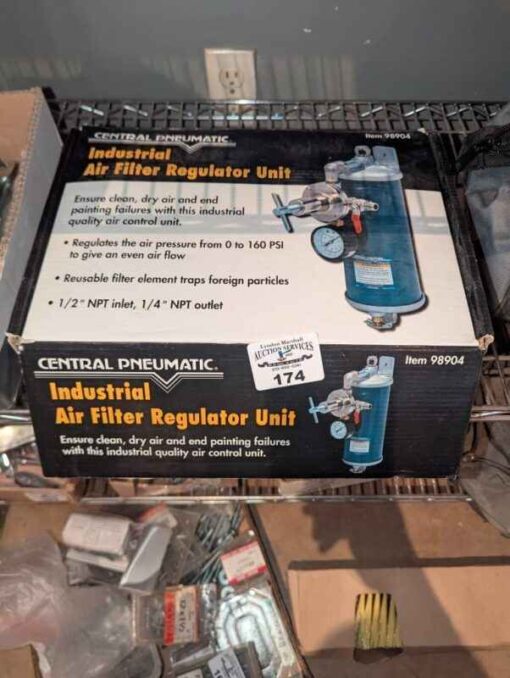 CENTRAL PNEUMATIC
Item 98904
Industrial
Air Filter Regulator Unit
Ensure clean, dry air and end
painting failures with this industrial
quality air control unit.
• Regulates the air pressure from 0 to 160 PSI
to give an even air flow
• Reusable filter element traps foreign particles
• 1/2" NPT inlet, 1/4" NPT outlet
Lyndon Marshall
AUCTION SERVICES
174
CENTRAL PNEUMATIC®
Item 98904
Industrial
Air Filter Regulator Unit
Ensure clean, dry air and end painting failures
with this industrial quality air control unit.